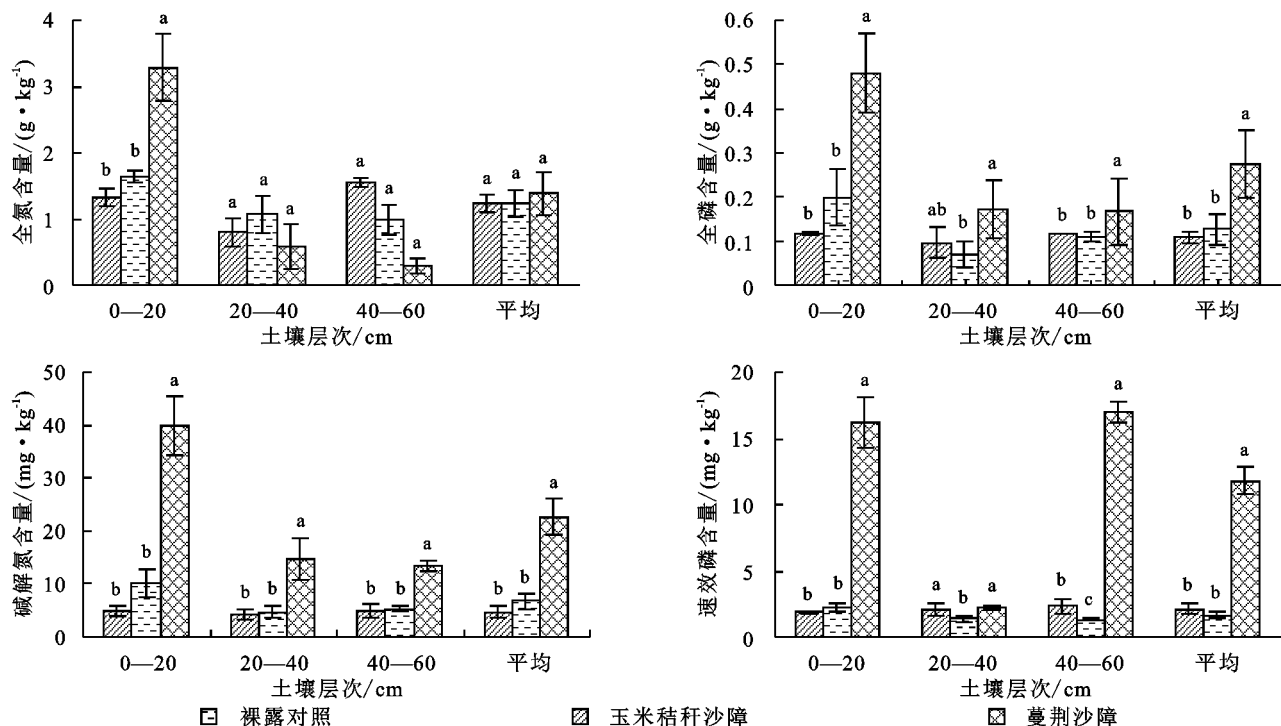 4
3
2
1
0
全氮含量/(g·kg⁻¹)
b b a
a a a
a a a
a a a
0—20 20—40 40—60 平均
土壤层次/cm
0.6
0.5
0.4
0.3
0.2
0.1
0
全磷含量/(g·kg⁻¹)
b b a
ab b a
b b a
b b a
0—20 20—40 40—60 平均
土壤层次/cm
50
40
30
20
10
0
碱解氮含量/(mg·kg⁻¹)
b b a
b b a
b b a
b b a
0—20 20—40 40—60 平均
土壤层次/cm
20
15
10
5
0
速效磷含量/(mg·kg⁻¹)
b b a
a b a
b c a
b b a
0—20 20—40 40—60 平均
土壤层次/cm
裸露对照 玉米秸秆沙障 蔓荆沙障